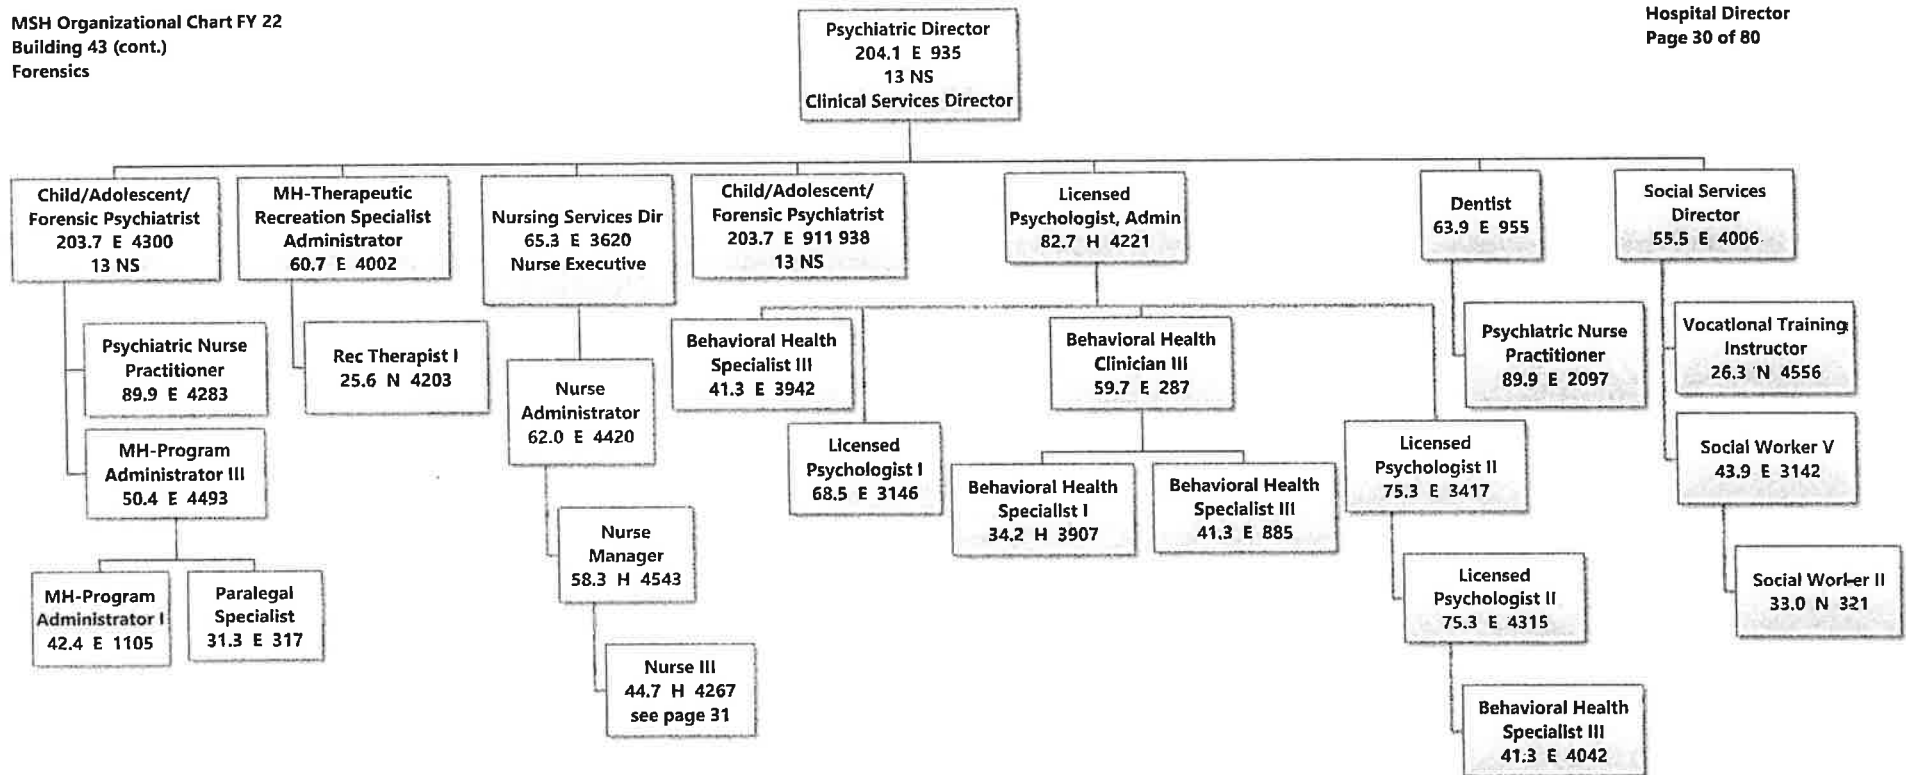 MSH Organizational Chart FY 22
Building 43 (cont.)
Forensics
Hospital Director
Page 30 of 80
Psychiatric Director
204.1 E 935
13 NS
Clinical Services Director
Child/Adolescent/
Forensic Psychiatrist
203.7 E 4300
13 NS
MH-Therapeutic
Recreation Specialist
Administrator
60.7 E 4002
Nursing Services Dir
65.3 E 3620
Nurse Executive
Child/Adolescent/
Forensic Psychiatrist
203.7 E 911 938
13 NS
Licensed
Psychologist, Admin
82.7 H 4221
Dentist
63.9 E 955
Social Services
Director
55.5 E 4006
Psychiatric Nurse
Practitioner
89.9 E 4283
Rec Therapist I
25.6 N 4203
Nurse
Administrator
62.0 E 4420
Behavioral Health
Specialist III
41.3 E 3942
Behavioral Health
Clinician III
59.7 E 287
Psychiatric Nurse
Practitioner
89.9 E 2097
Vocational Training
Instructor
26.3 N 4556
MH-Program
Administrator III
50.4 E 4493
Licensed
Psychologist I
68.5 E 3146
Licensed
Psychologist II
75.3 E 3417
Social Worker V
43.9 E 3142
Behavioral Health
Specialist I
34.2 H 3907
Behavioral Health
Specialist III
41.3 E 885
Nurse
Manager
58.3 H 4543
Licensed
Psychologist II
75.3 E 4315
Social Worker II
33.0 N 321
MH-Program
Administrator I
42.4 E 1105
Paralegal
Specialist
31.3 E 317
Nurse III
44.7 H 4267
see page 31
Behavioral Health
Specialist III
41.3 E 4042